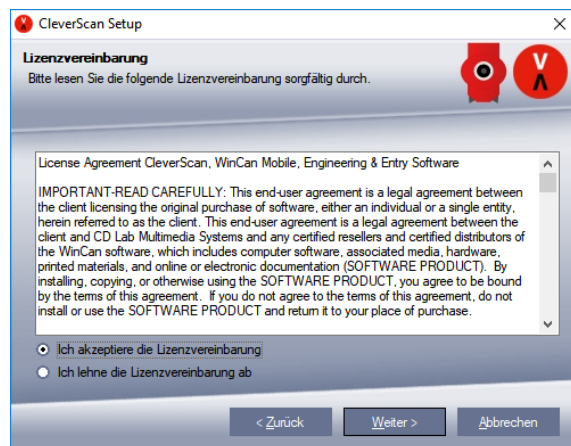 CleverScan Setup
Lizenzvereinbarung
Bitte lesen Sie die folgende Lizenzvereinbarung sorgfältig durch.
License Agreement CleverScan, WinCan Mobile, Engineering & Entry Software
IMPORTANT-READ CAREFULLY: This end-user agreement is a legal agreement between
the client licensing the original purchase of software, either an individual or a single entity,
herein referred to as the client. This end-user agreement is a legal agreement between the
client and CD Lab Multimedia Systems and any certified resellers and certified distributors of
the WinCan software, which includes computer software, associated media, hardware,
printed materials, and online or electronic documentation (SOFTWARE PRODUCT). By
installing, copying, or otherwise using the SOFTWARE PRODUCT, you agree to be bound
by the terms of this agreement. If you do not agree to the terms of this agreement, do not
install or use the SOFTWARE PRODUCT and return it to your place of purchase.
Ich akzeptiere die Lizenzvereinbarung
Ich lehne die Lizenzvereinbarung ab
< Zurück Weiter > Abbrechen